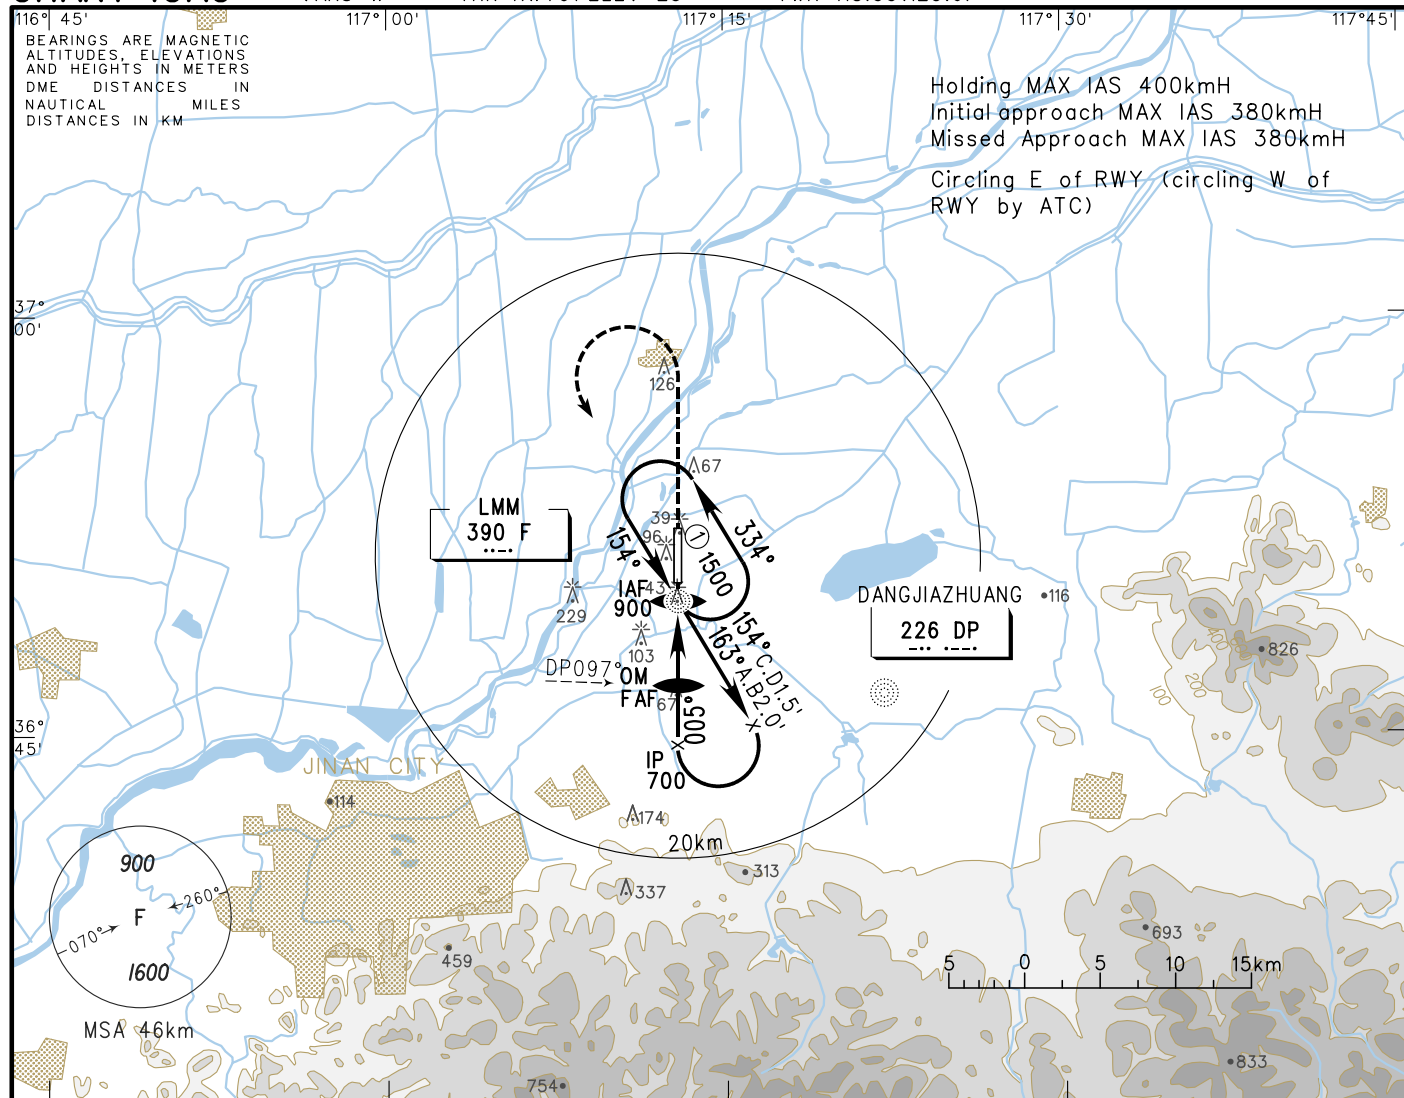 116° 45'
117° 00'
117° 15'
117° 30'
117°45'
BEARINGS ARE MAGNETIC
ALTITUDES, ELEVATIONS
AND HEIGHTS IN METERS
DME DISTANCES IN
NAUTICAL MILES
DISTANCES IN KM
Holding MAX IAS 400kmH
Initial approach MAX IAS 380kmH
Missed Approach MAX IAS 380kmH
Circling E of RWY (circling W of
RWY by ATC)
37°
00'
126
67
LMM
390 F
39
96
1
1500
334°
154°
IAF
900
43
229
103
DANGJIAZHUANG
226 DP
116
826
400
200
100
154° C.D1.5'
163° A.B2.0'
DP097°
OM
FAF
67
005°
36°
45'
IP
700
JINAN CITY
114
174
20km
313
337
900
260°
F
070°
1600
MSA 46km
459
693
5 0 5 10 15km
754
833